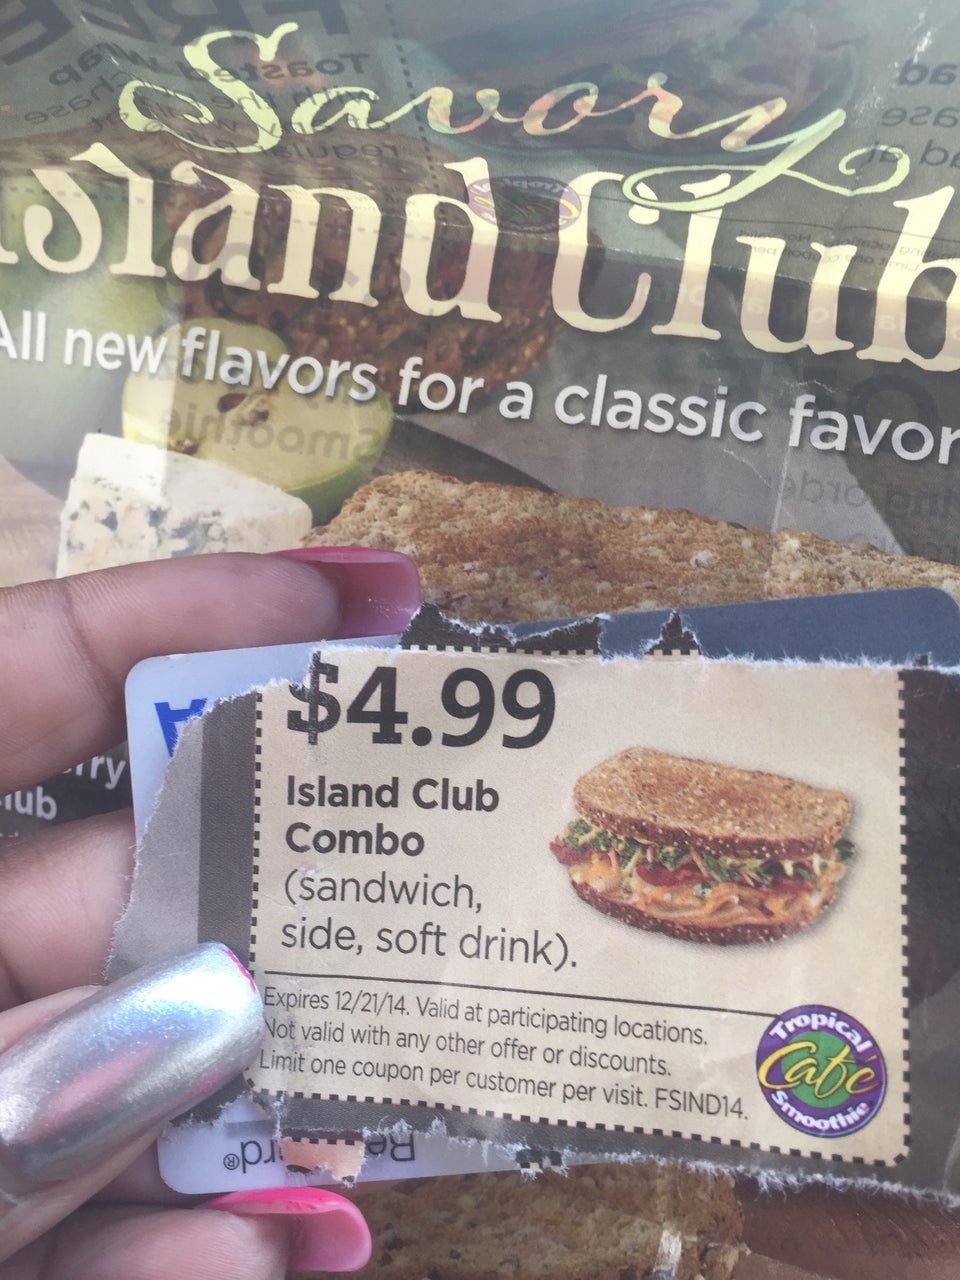 Savory
Island Club
All new flavors for a classic favor
$4.99
Island Club
Combo
(sandwich,
side, soft drink).
Expires 12/21/14. Valid at participating locations.
Not valid with any other offer or discounts.
Limit one coupon per customer per visit. FSIND14.
Tropical
Café
Smoothie
rry
lub